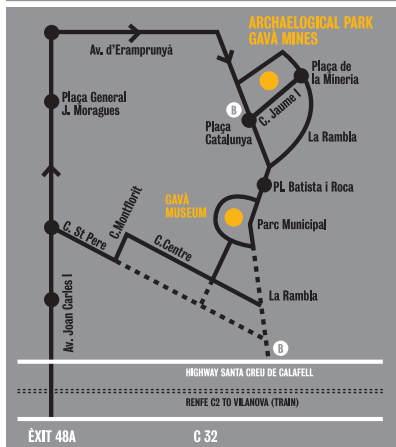 ARCHAELOGICAL PARK
GAVÀ MINES
Av. d'Eramprunyà
Plaça de
la Mineria
Plaça General
J. Moragues
B
C. Jaume I
Plaça
Catalunya
La Rambla
Pl. Batista i Roca
GAVÀ
MUSEUM
Parc Municipal
C. St Pere
C.Montflorit
C.Centre
La Rambla
Av. Joan Carles I
B
HIGHWAY SANTA CREU DE CALAFELL
RENFE C2 TO VILANOVA (TRAIN)
ÈXIT 48A
C 32